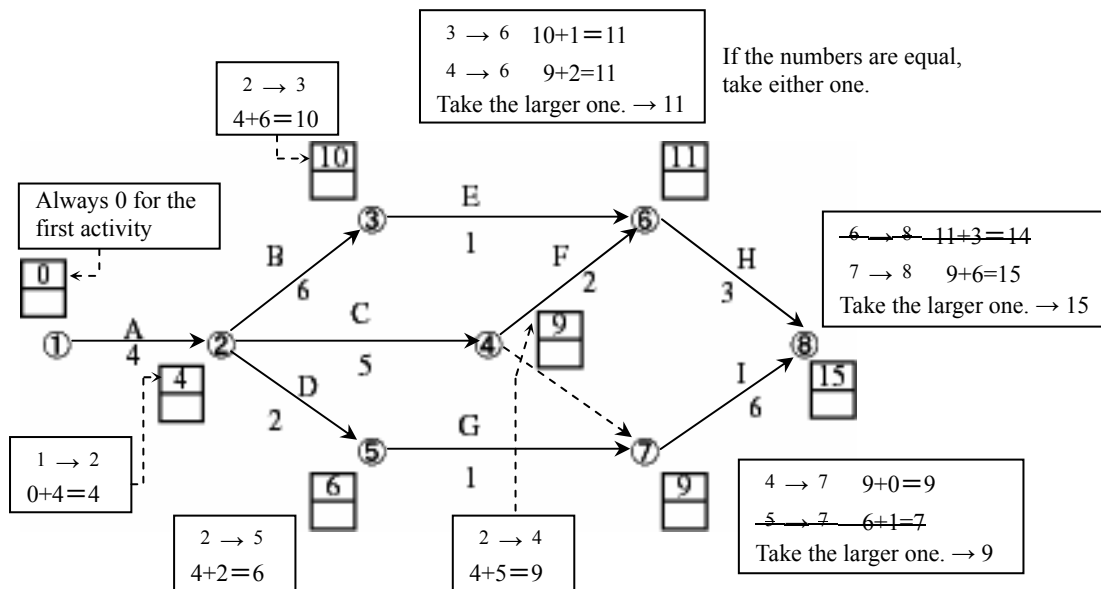 3 → 6 10+1＝11
4 → 6 9+2=11
Take the larger one. → 11
If the numbers are equal,
take either one.
2 → 3
4+6＝10
10
11
Always 0 for the
first activity
0
③
E
1
⑥
6 → 8 11+3＝14
7 → 8 9+6=15
Take the larger one. → 15
B
6
F
2
H
3
①
A
4
②
C
5
④
9
⑧
15
4
D
2
I
6
1 → 2
0+4＝4
⑤
G
1
⑦
6
9
4 → 7 9+0＝9
5 → 7 6+1=7
Take the larger one. → 9
2 → 5
4+2＝6
2 → 4
4+5＝9